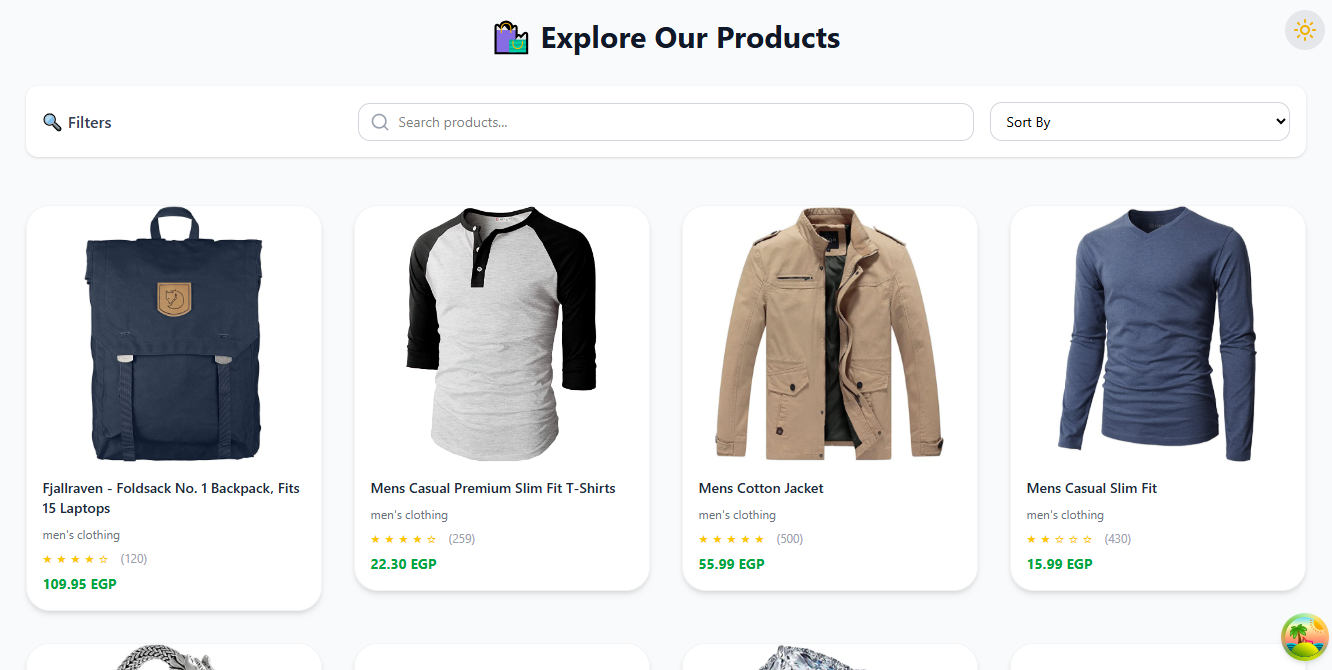 🛍️ Explore Our Products
🔍 Filters
Search products...
Sort By
Fjallraven - Foldsack No. 1 Backpack, Fits
15 Laptops
men's clothing
★ ★ ★ ★ ☆ (120)
109.95 EGP
Mens Casual Premium Slim Fit T-Shirts
men's clothing
★ ★ ★ ★ ☆ (259)
22.30 EGP
Mens Cotton Jacket
men's clothing
★ ★ ★ ★ ★ (500)
55.99 EGP
Mens Casual Slim Fit
men's clothing
★ ★ ☆ ☆ ☆ (430)
15.99 EGP